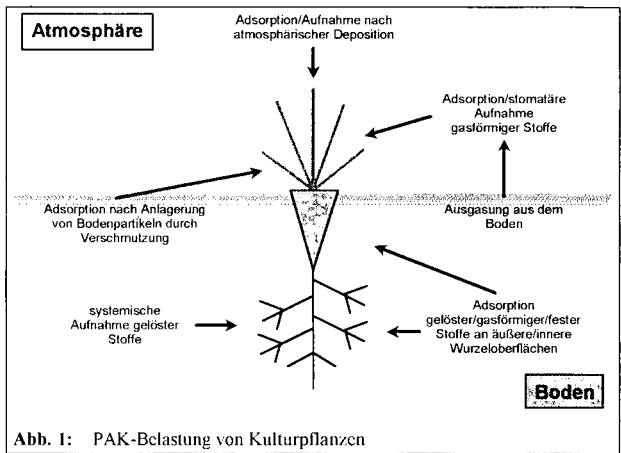 Atmosphäre
Adsorption/Aufnahme nach
atmosphärischer Deposition
Adsorption/stomatäre
Aufnahme
gasförmiger Stoffe
Adsorption nach Anlagerung
von Bodenpartikeln durch
Verschmutzung
Ausgasung aus dem
Boden
systemische
Aufnahme gelöster
Stoffe
Adsorption
gelöster/gasförmiger/fester
Stoffe an äußere/innere
Wurzeloberflächen
Boden
Abb. 1: PAK-Belastung von Kulturpflanzen